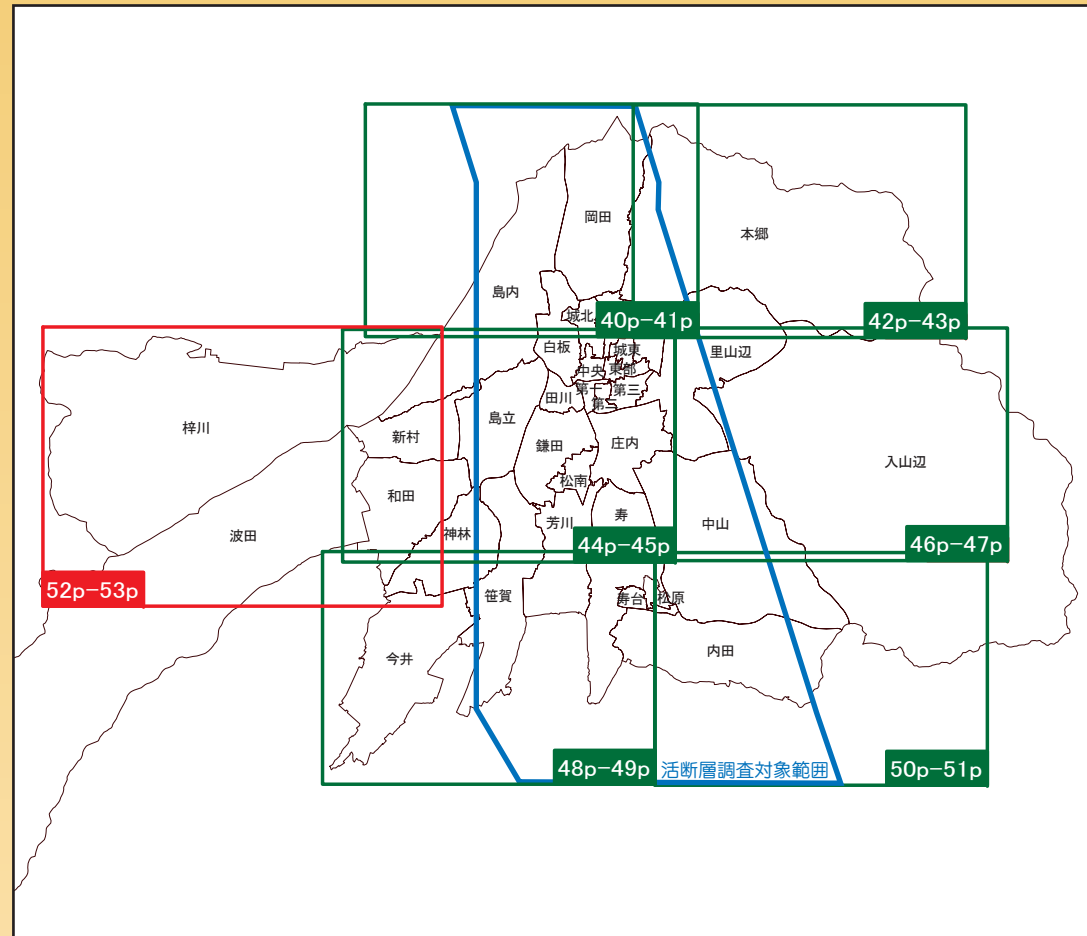 岡田
本郷
島内
城北
40p-41p
42p-43p
白板
城東
里山辺
中央
東部
第一
第三
田川
第二
島立
梓川
新村
鎌田
庄内
入山辺
松南
和田
芳川
寿
中山
神林
波田
44p-45p
46p-47p
52p-53p
笹賀
寿台
松原
今井
内田
48p-49p
活断層調査対象範囲
50p-51p